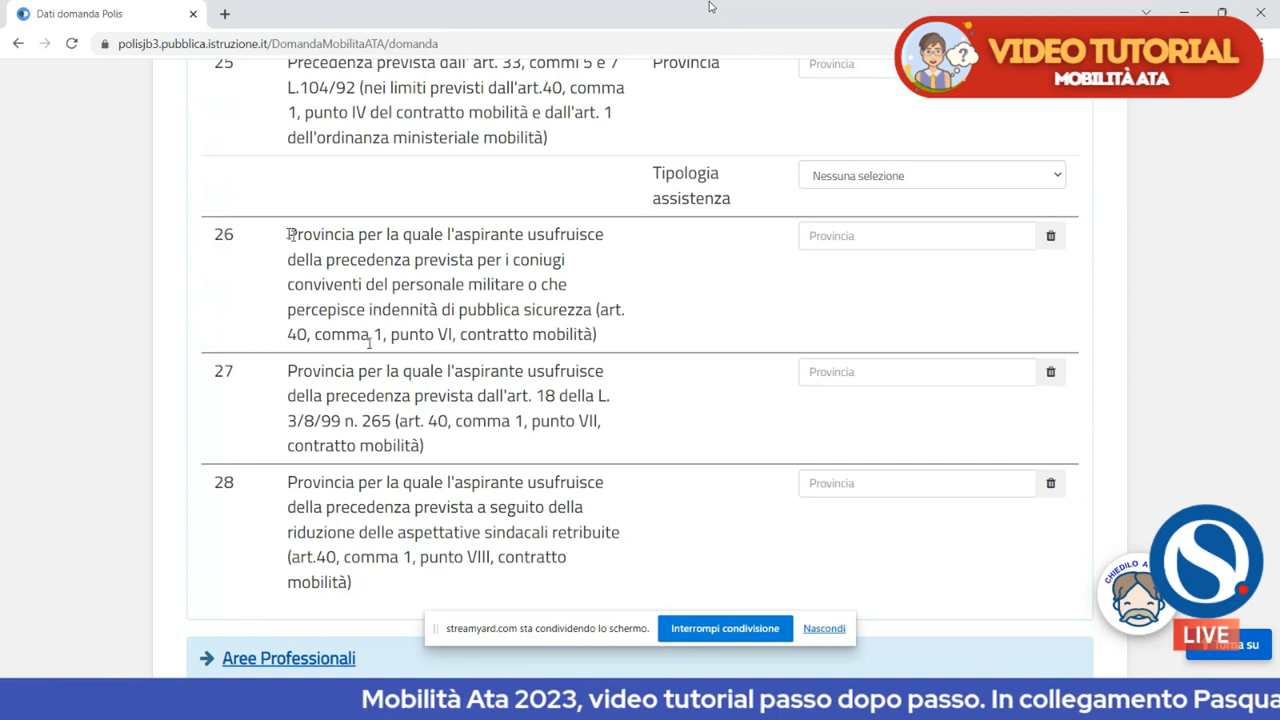 Dati domanda Polis
polisjb3.pubblica.istruzione.it/DomandaMobilitaATA/domanda
VIDEO TUTORIAL
MOBILITÀ ATA
25 Precedenza prevista dall' art. 33, commi 5 e 7 Provincia Provincia
L.104/92 (nei limiti previsti dall'art.40, comma
1, punto IV del contratto mobilità e dall'art. 1
dell'ordinanza ministeriale mobilità)
Tipologia Nessuna selezione
assistenza
26 Provincia per la quale l'aspirante usufruisce Provincia
della precedenza prevista per i coniugi
conviventi del personale militare o che
percepisce indennità di pubblica sicurezza (art.
40, comma 1, punto VI, contratto mobilità)
27 Provincia per la quale l'aspirante usufruisce Provincia
della precedenza prevista dall'art. 18 della L.
3/8/99 n. 265 (art. 40, comma 1, punto VII,
contratto mobilità)
28 Provincia per la quale l'aspirante usufruisce Provincia
della precedenza prevista a seguito della
riduzione delle aspettative sindacali retribuite
(art.40, comma 1, punto VIII, contratto
mobilità)
CHIEDILO A
S
LIVE
streamyard.com sta condividendo lo schermo. Interrompi condivisione Nascondi
su
Aree Professionali
Mobilità Ata 2023, video tutorial passo dopo passo. In collegamento Pasqua